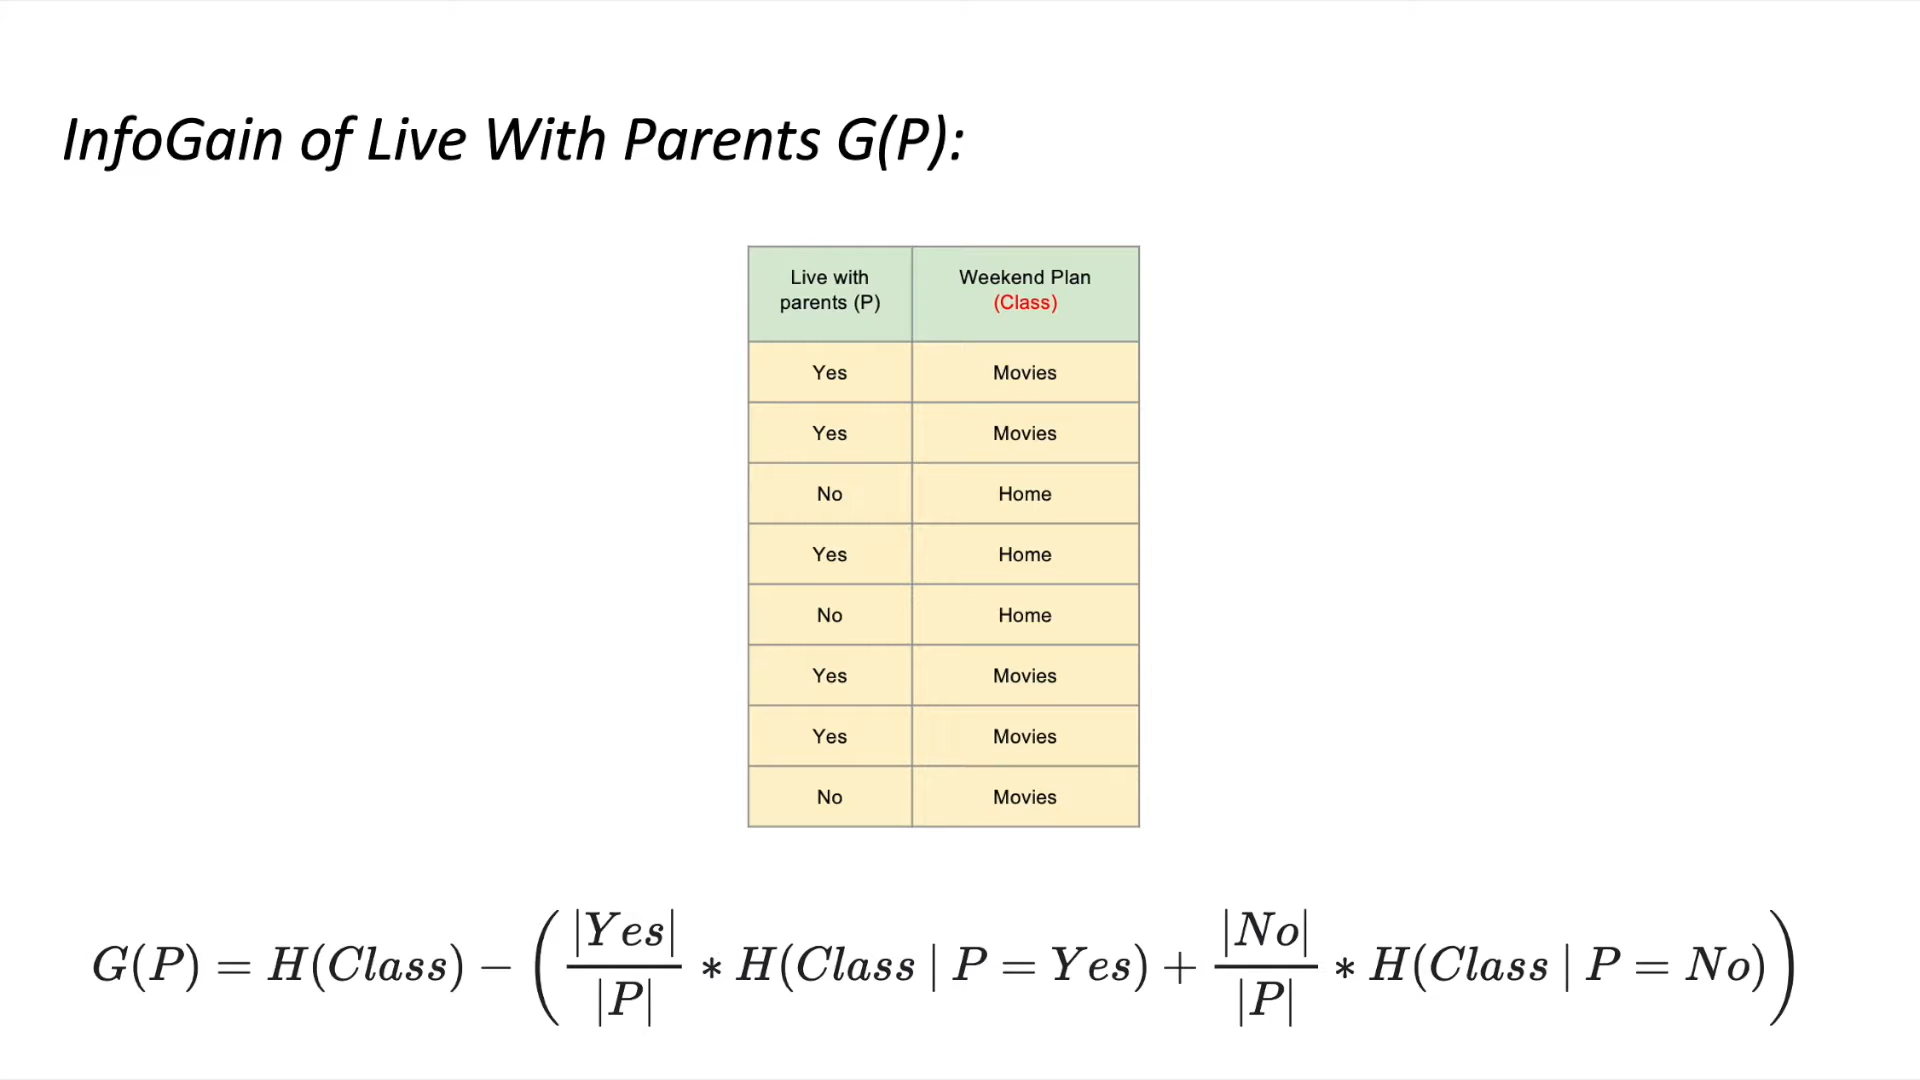 InfoGain of Live With Parents G(P):
Live with
parents (P)
Weekend Plan
(Class)
Yes Movies
Yes Movies
No Home
Yes Home
No Home
Yes Movies
Yes Movies
No Movies
G(P) = H(Class) − ( |Yes| / |P| * H(Class | P = Yes) + |No| / |P| * H(Class | P = No) )